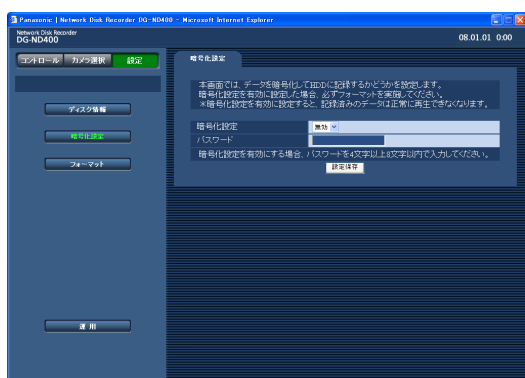 Panasonic | Network Disk Recorder DG-ND400 - Microsoft Internet Explorer
Network Disk Recorder
DG-ND400
08.01.01 0:00
コントロール カメラ選択 設定
暗号化設定
本画面では、データを暗号化してHDDに記録するかどうかを設定します。
暗号化設定を有効に設定した場合、必ずフォーマットを実施してください。
※暗号化設定を有効に設定すると、記録済みのデータは正常に再生できなくなります。
ディスク情報
暗号化設定
フォーマット
暗号化設定 無効
パスワード
暗号化設定を有効にする場合、パスワードを4文字以上8文字以内で入力してください。
設定保存
運用